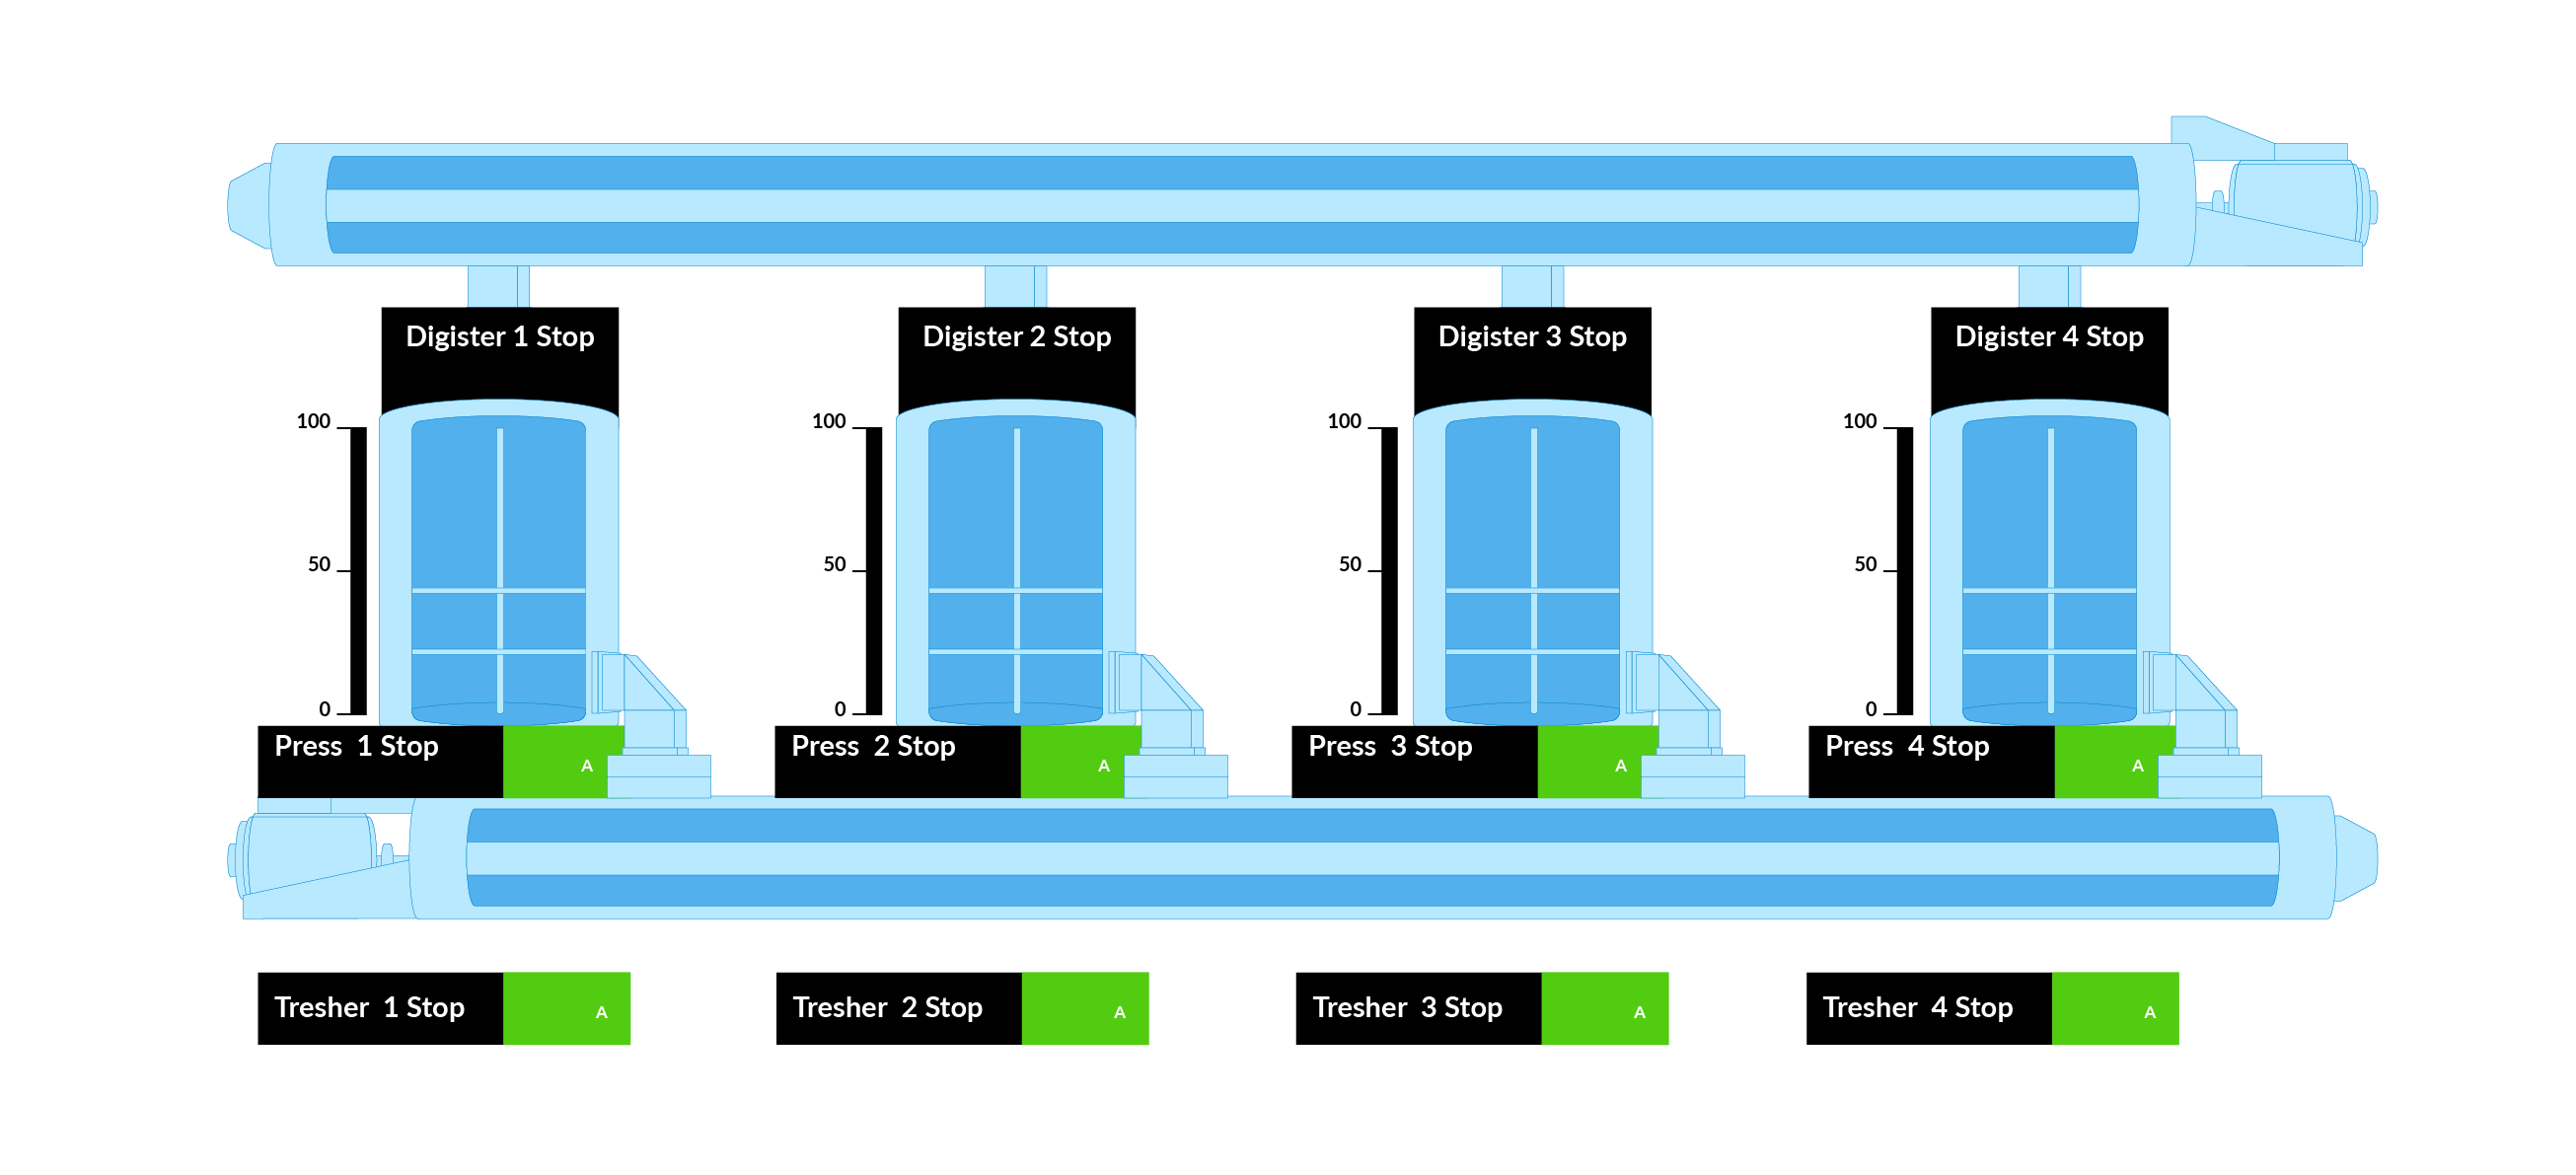 Digister 1 Stop
Digister 2 Stop
Digister 3 Stop
Digister 4 Stop
100
100
100
100
50
50
50
50
0
0
0
0
Press  1 Stop
A
Press  2 Stop
A
Press  3 Stop
A
Press  4 Stop
A
Tresher  1 Stop
A
Tresher  2 Stop
A
Tresher  3 Stop
A
Tresher  4 Stop
A